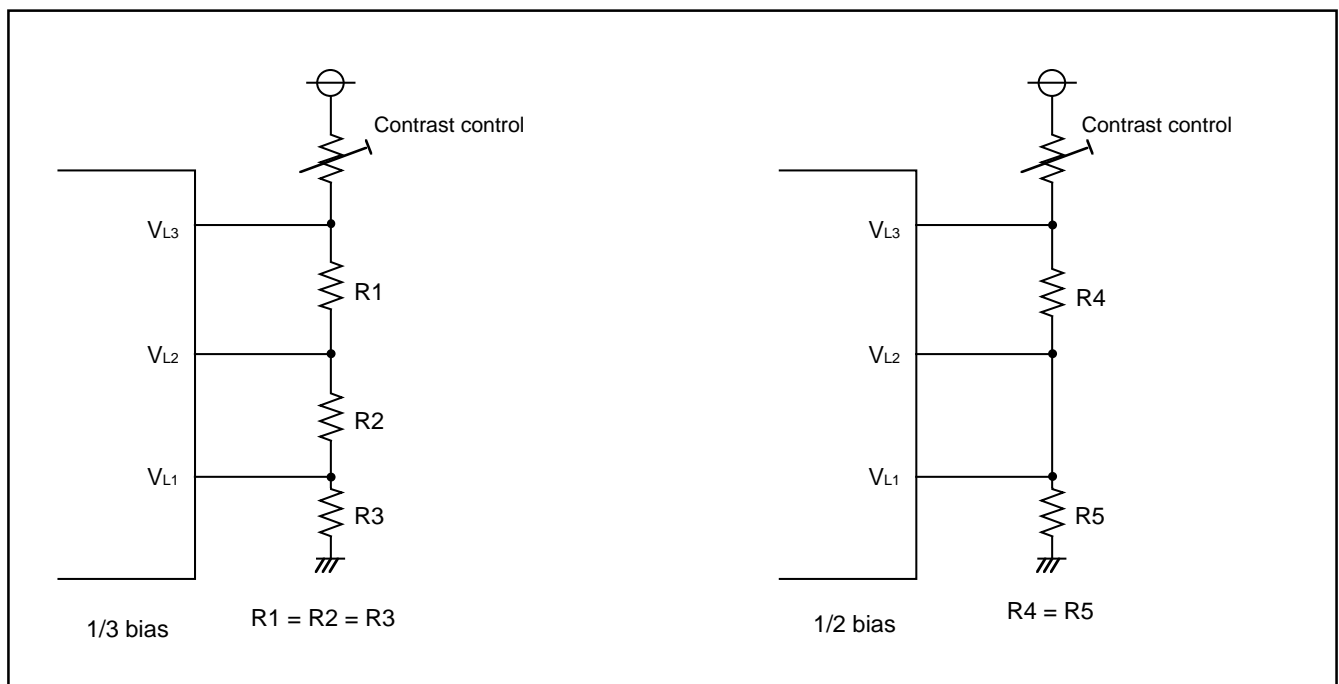 Contrast control
VL3
R1
VL2
R2
VL1
R3
1/3 bias
R1 = R2 = R3
Contrast control
VL3
R4
VL2
VL1
R5
1/2 bias
R4 = R5